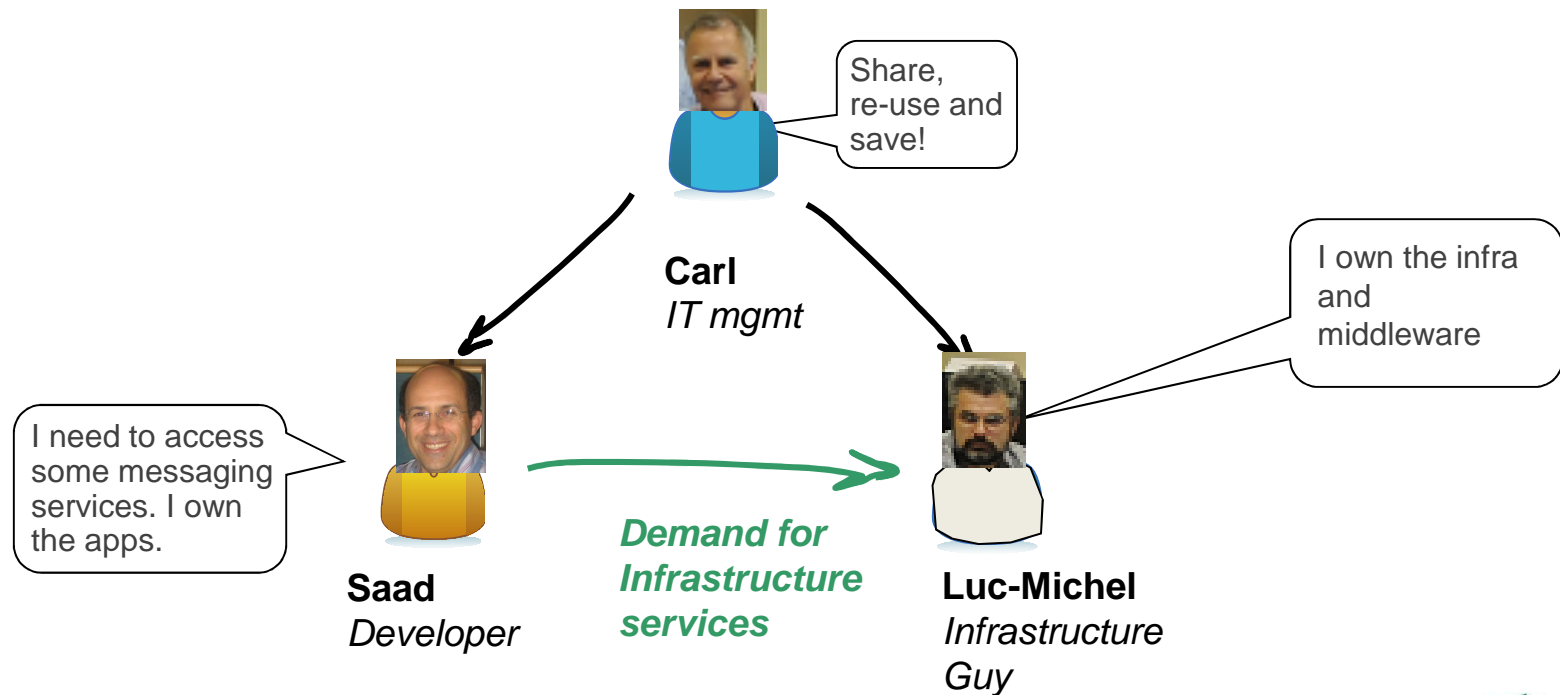 Share,
re-use and
save!
Carl
IT mgmt
I own the infra
and
middleware
I need to access
some messaging
services. I own
the apps.
Demand for
Infrastructure
services
Saad
Developer
Luc-Michel
Infrastructure
Guy